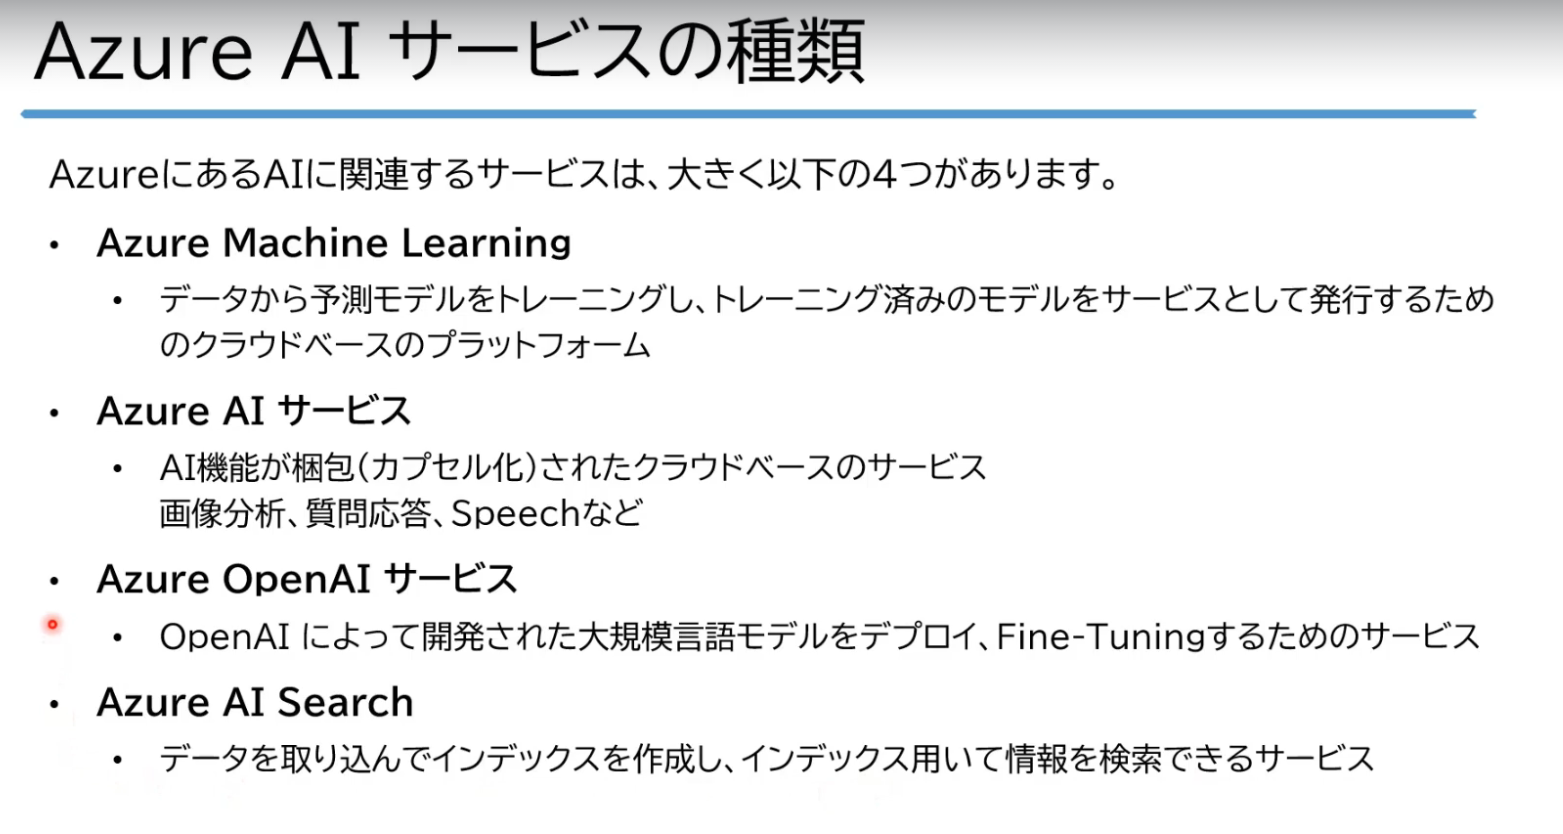 Azure AI サービスの種類
AzureにあるAIに関連するサービスは、大きく以下の4つがあります。
• Azure Machine Learning
• データから予測モデルをトレーニングし、トレーニング済みのモデルをサービスとして発行するため
のクラウドベースのプラットフォーム
• Azure AI サービス
• AI機能が梱包(カプセル化)されたクラウドベースのサービス
画像分析、質問応答、Speechなど
• Azure OpenAI サービス
• OpenAI によって開発された大規模言語モデルをデプロイ、Fine-Tuningするためのサービス
• Azure AI Search
• データを取り込んでインデックスを作成し、インデックス用いて情報を検索できるサービス